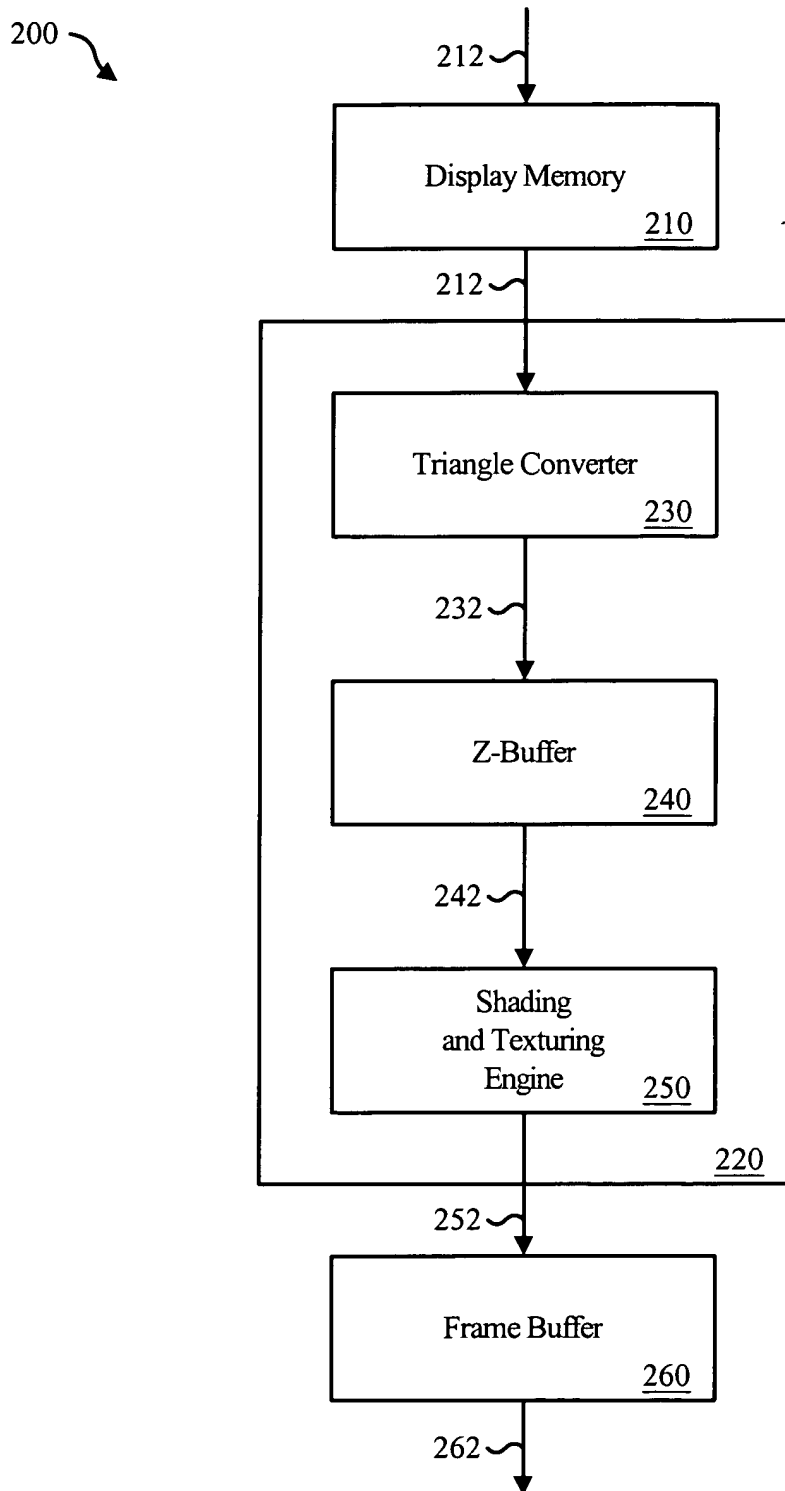 200
212
Display Memory
210
212
Triangle Converter
230
232
Z-Buffer
240
242
Shading
and Texturing
Engine
250
220
252
Frame Buffer
260
262